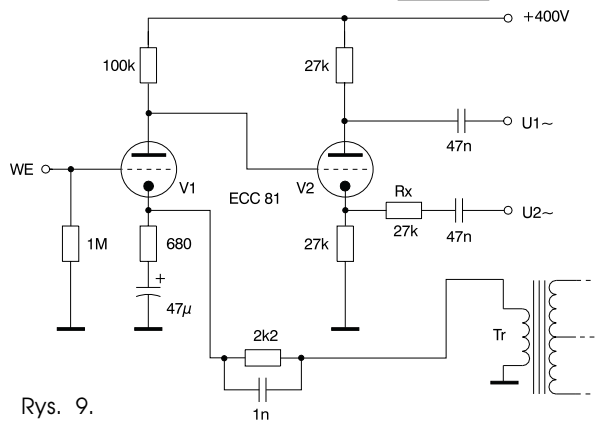 +400V
100k
27k
U1~
47n
WE
V1
V2
ECC 81
Rx
U2~
27k
47n
1M
680
27k
+
47µ
2k2
Tr
1n
Rys. 9.